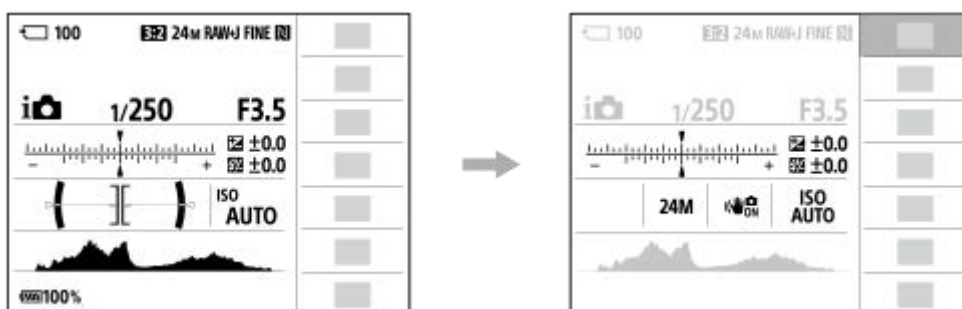 100 3:2 24M RAW+J FINE N
i 1/250 F3.5
±0.0
- + ±0.0
ISO
AUTO
100%
100 3:2 24M RAW+J FINE N
i 1/250 F3.5
±0.0
- + ±0.0
24M ON ISO
AUTO